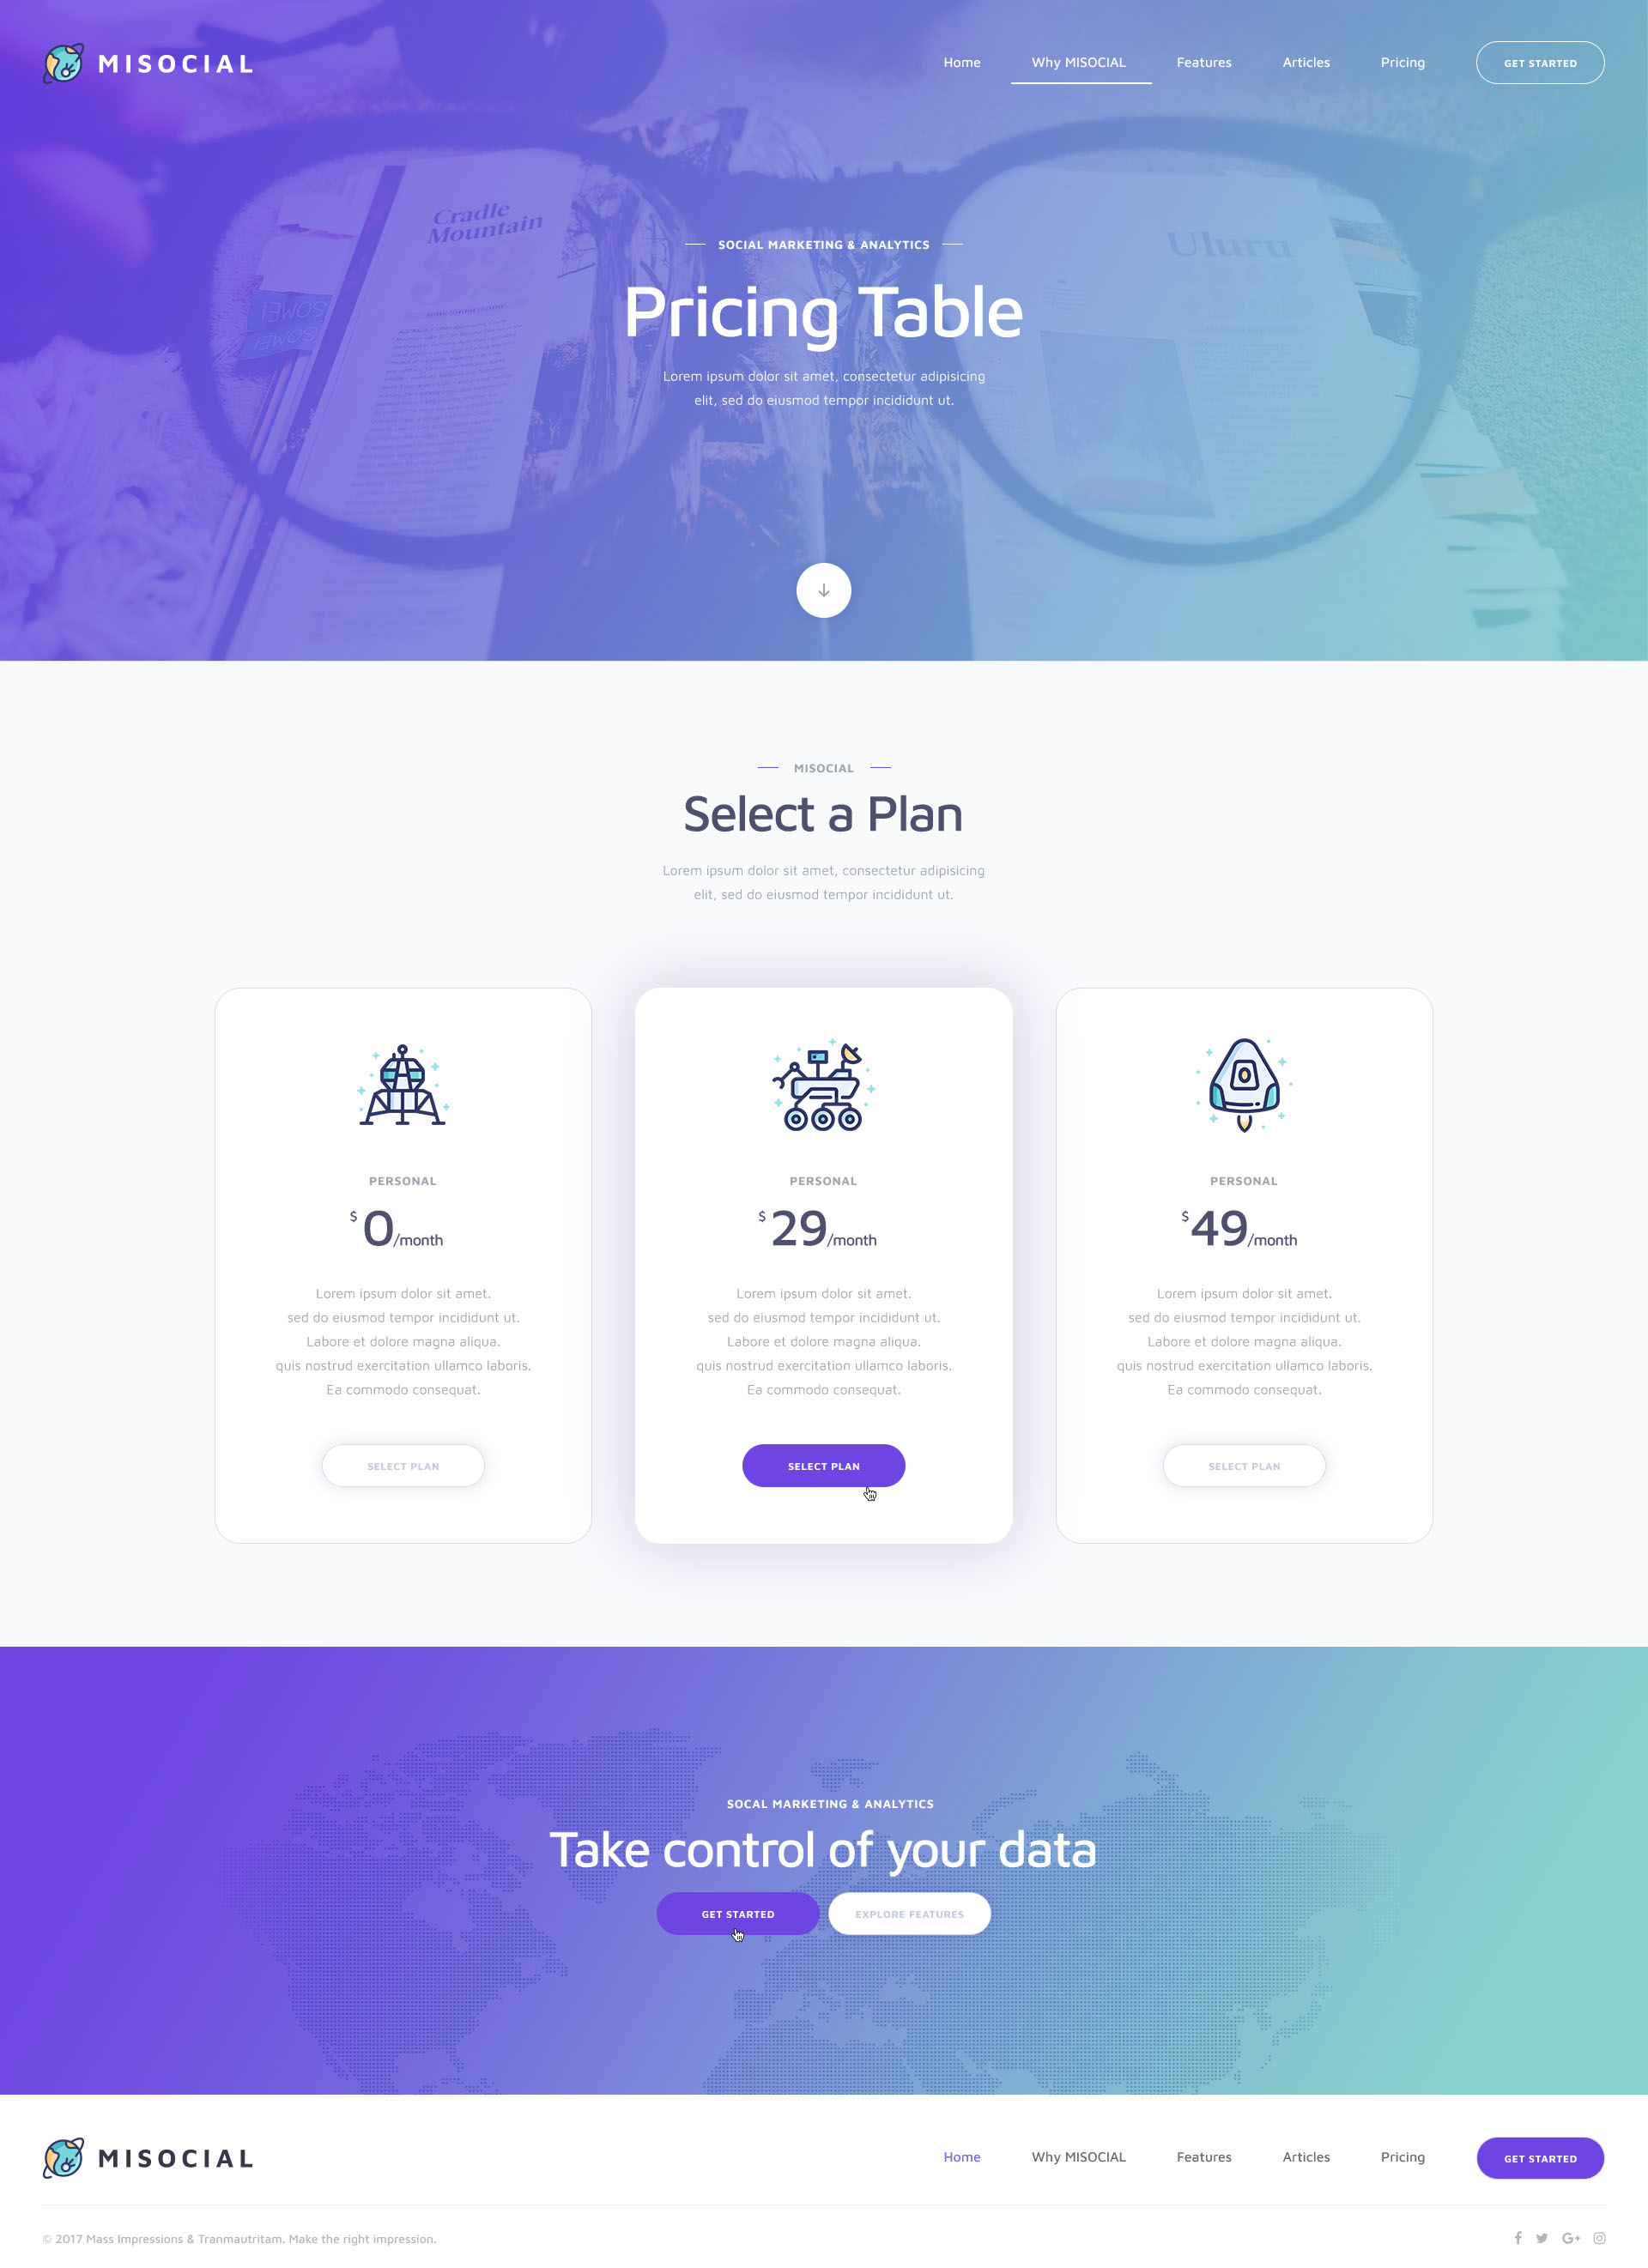 MISOCIAL
Home Why MISOCIAL Features Articles Pricing GET STARTED
Cradle
Mountain
32
Uluru
SOCIAL MARKETING & ANALYTICS
Pricing Table
Lorem ipsum dolor sit amet, consectetur adipisicing
elit, sed do eiusmod tempor incididunt ut.
MISOCIAL
Select a Plan
Lorem ipsum dolor sit amet, consectetur adipisicing
elit, sed do eiusmod tempor incididunt ut.
PERSONAL
$ 0/month
Lorem ipsum dolor sit amet.
sed do eiusmod tempor incididunt ut.
Labore et dolore magna aliqua.
quis nostrud exercitation ullamco laboris.
Ea commodo consequat.
SELECT PLAN
PERSONAL
$ 29/month
Lorem ipsum dolor sit amet.
sed do eiusmod tempor incididunt ut.
Labore et dolore magna aliqua.
quis nostrud exercitation ullamco laboris.
Ea commodo consequat.
SELECT PLAN
PERSONAL
$49/month
Lorem ipsum dolor sit amet.
sed do eiusmod tempor incididunt ut.
Labore et dolore magna aliqua.
quis nostrud exercitation ullamco laboris.
Ea commodo consequat.
SELECT PLAN
SOCAL MARKETING & ANALYTICS
Take control of your data
GET STARTED EXPLORE FEATURES
MISOCIAL
Home Why MISOCIAL Features Articles Pricing GET STARTED
© 2017 Mass Impressions & Tranmautritam. Make the right impression.